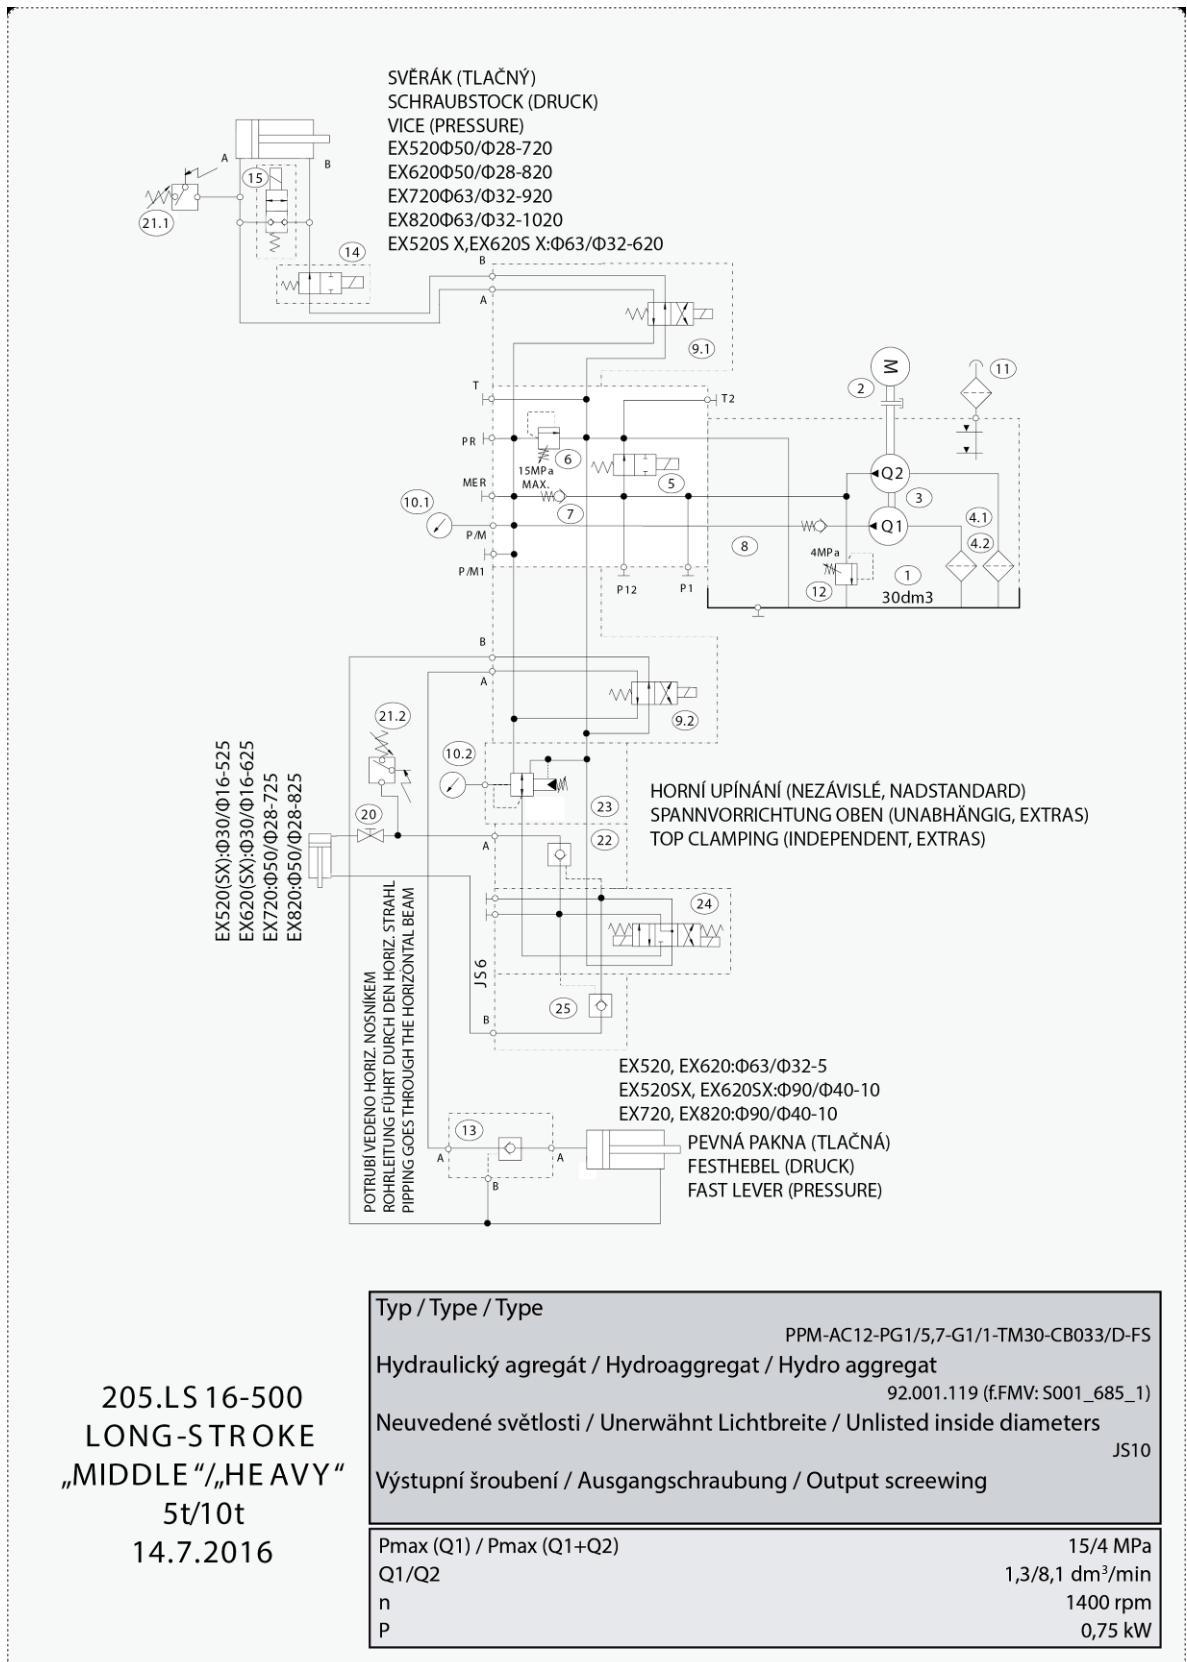 SVĚRÁK (TLAČNÝ)
SCHRAUBSTOCK (DRUCK)
VICE (PRESSURE)
EX520Φ50/Φ28-720
EX620Φ50/Φ28-820
EX720Φ63/Φ32-920
EX820Φ63/Φ32-1020
EX520S X,EX620S X:Φ63/Φ32-620
A
B
15
21.1
14
B
A
9.1
M
2
11
T
T2
PR
6
15MPa
MAX.
5
Q2
MER
3
10.1
7
Q1
4.1
P/M
8
4.2
4MPa
P/M1
1
P12
P1
12
30dm3
B
A
9.2
21.2
10.2
23
HORNÍ UPÍNÁNÍ (NEZÁVISLÉ, NADSTANDARD)
SPANNVORRICHTUNG OBEN (UNABHÄNGIG, EXTRAS)
TOP CLAMPING (INDEPENDENT, EXTRAS)
20
22
A
EX520(SX):Φ30/Φ16-525
EX620(SX):Φ30/Φ16-625
EX720:Φ50/Φ28-725
EX820:Φ50/Φ28-825
24
JS6
25
B
POTRUBÍ VEDENO HORIZ. NOSNÍKEM
ROHRLEITUNG FÜHRT DURCH DEN HORIZ. STRAHL
PIPPING GOES THROUGH THE HORIZONTAL BEAM
EX520, EX620:Φ63/Φ32-5
EX520SX, EX620SX:Φ90/Φ40-10
EX720, EX820:Φ90/Φ40-10
13
A
A
B
PEVNÁ PAKNA (TLAČNÁ)
FESTHEBEL (DRUCK)
FAST LEVER (PRESSURE)
205.LS 16-500
LONG-STROKE
„MIDDLE“/„HEAVY“
5t/10t
14.7.2016
Typ / Type / Type
PPM-AC12-PG1/5,7-G1/1-TM30-CB033/D-FS
Hydraulický agregát / Hydroaggregat / Hydro aggregat
92.001.119 (f.FMV: S001_685_1)
Neuvedené světlosti / Unerwähnt Lichtbreite / Unlisted inside diameters
JS10
Výstupní šroubení / Ausgangschraubung / Output screewing
Pmax (Q1) / Pmax (Q1+Q2) 15/4 MPa
Q1/Q2 1,3/8,1 dm³/min
n 1400 rpm
P 0,75 kW